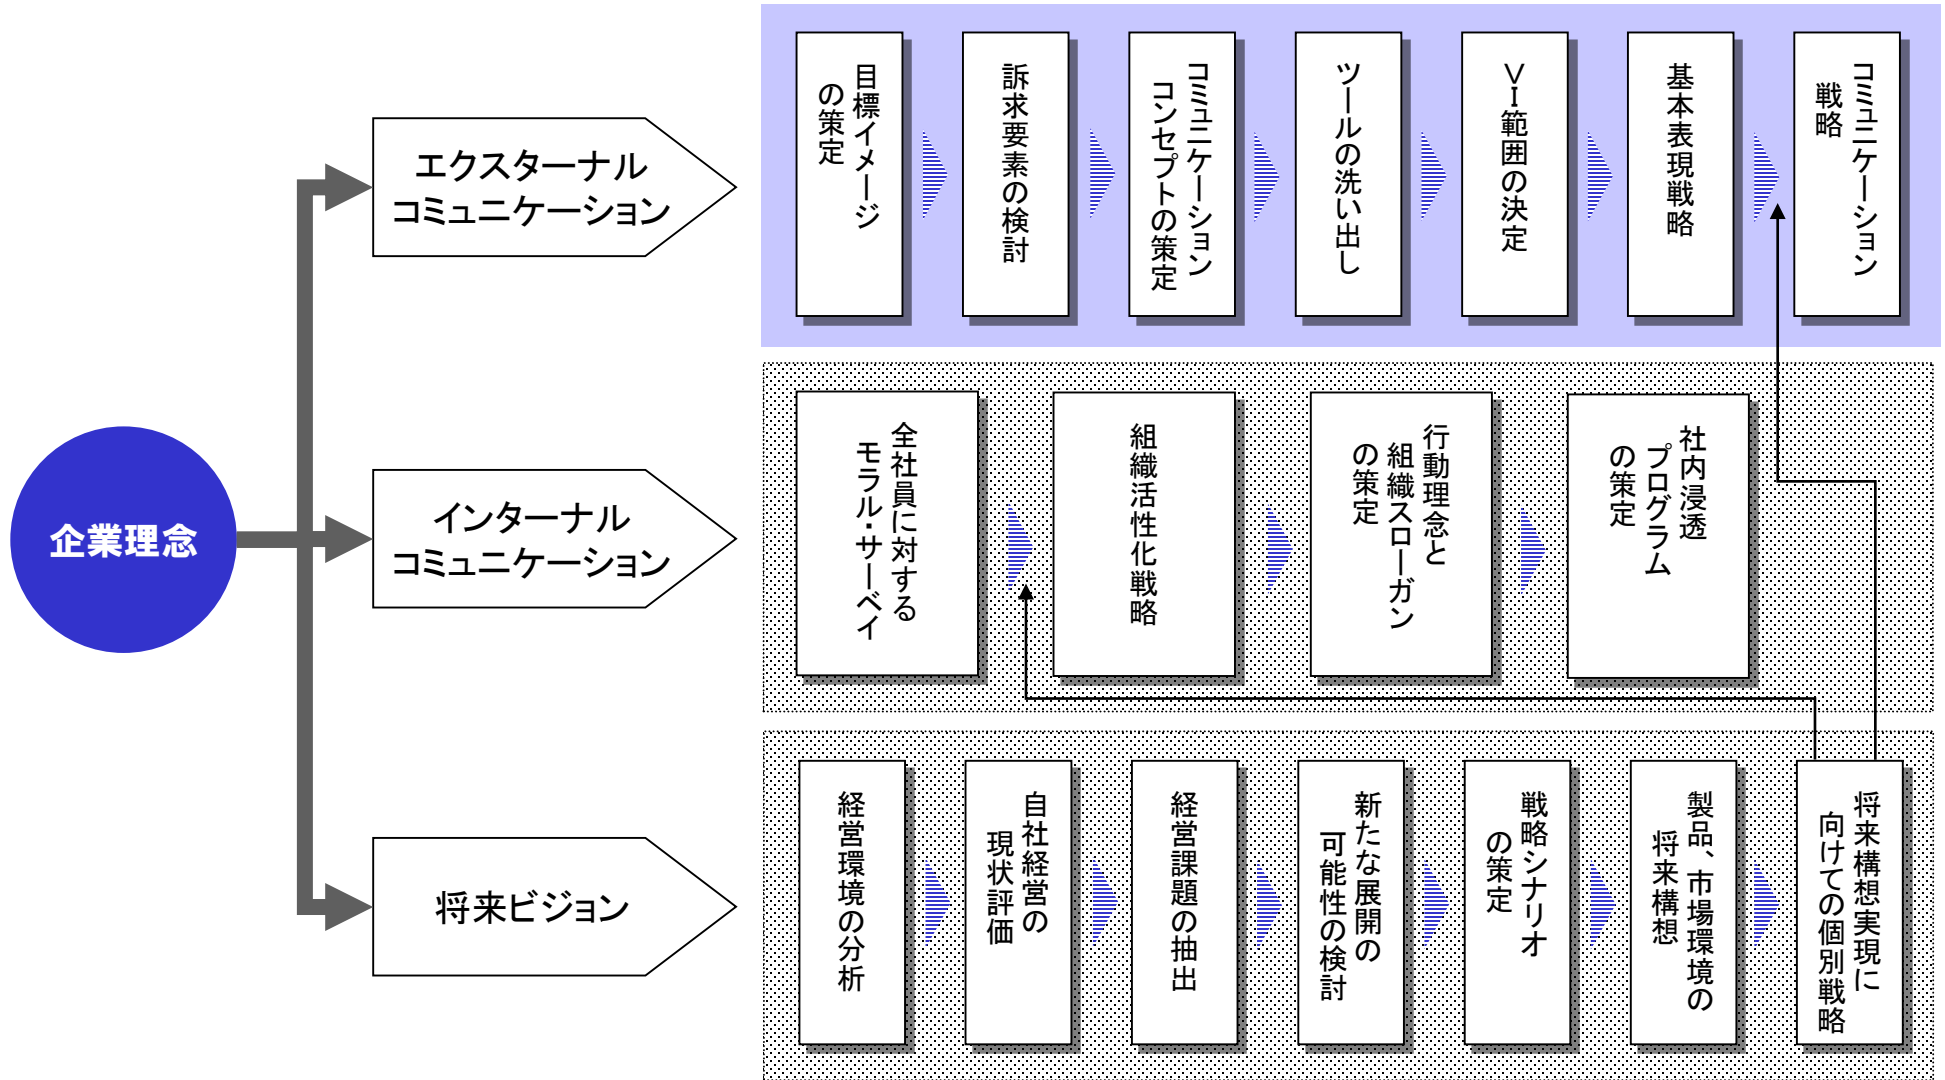 企業理念
エクスターナル
コミュニケーション
目標イメージ
の策定
訴求要素の検討
コミュニケーション
コンセプトの策定
ツールの洗い出し
ＶＩ範囲の決定
基本表現戦略
コミュニケーション
戦略
インターナル
コミュニケーション
全社員に対する
モラル・サーベイ
組織活性化戦略
行動理念と
組織スローガン
の策定
社内浸透
プログラム
の策定
将来ビジョン
経営環境の分析
自社経営の
現状評価
経営課題の抽出
新たな展開の
可能性の検討
戦略シナリオ
の策定
製品、市場環境の
将来構想
将来構想実現に
向けての個別戦略